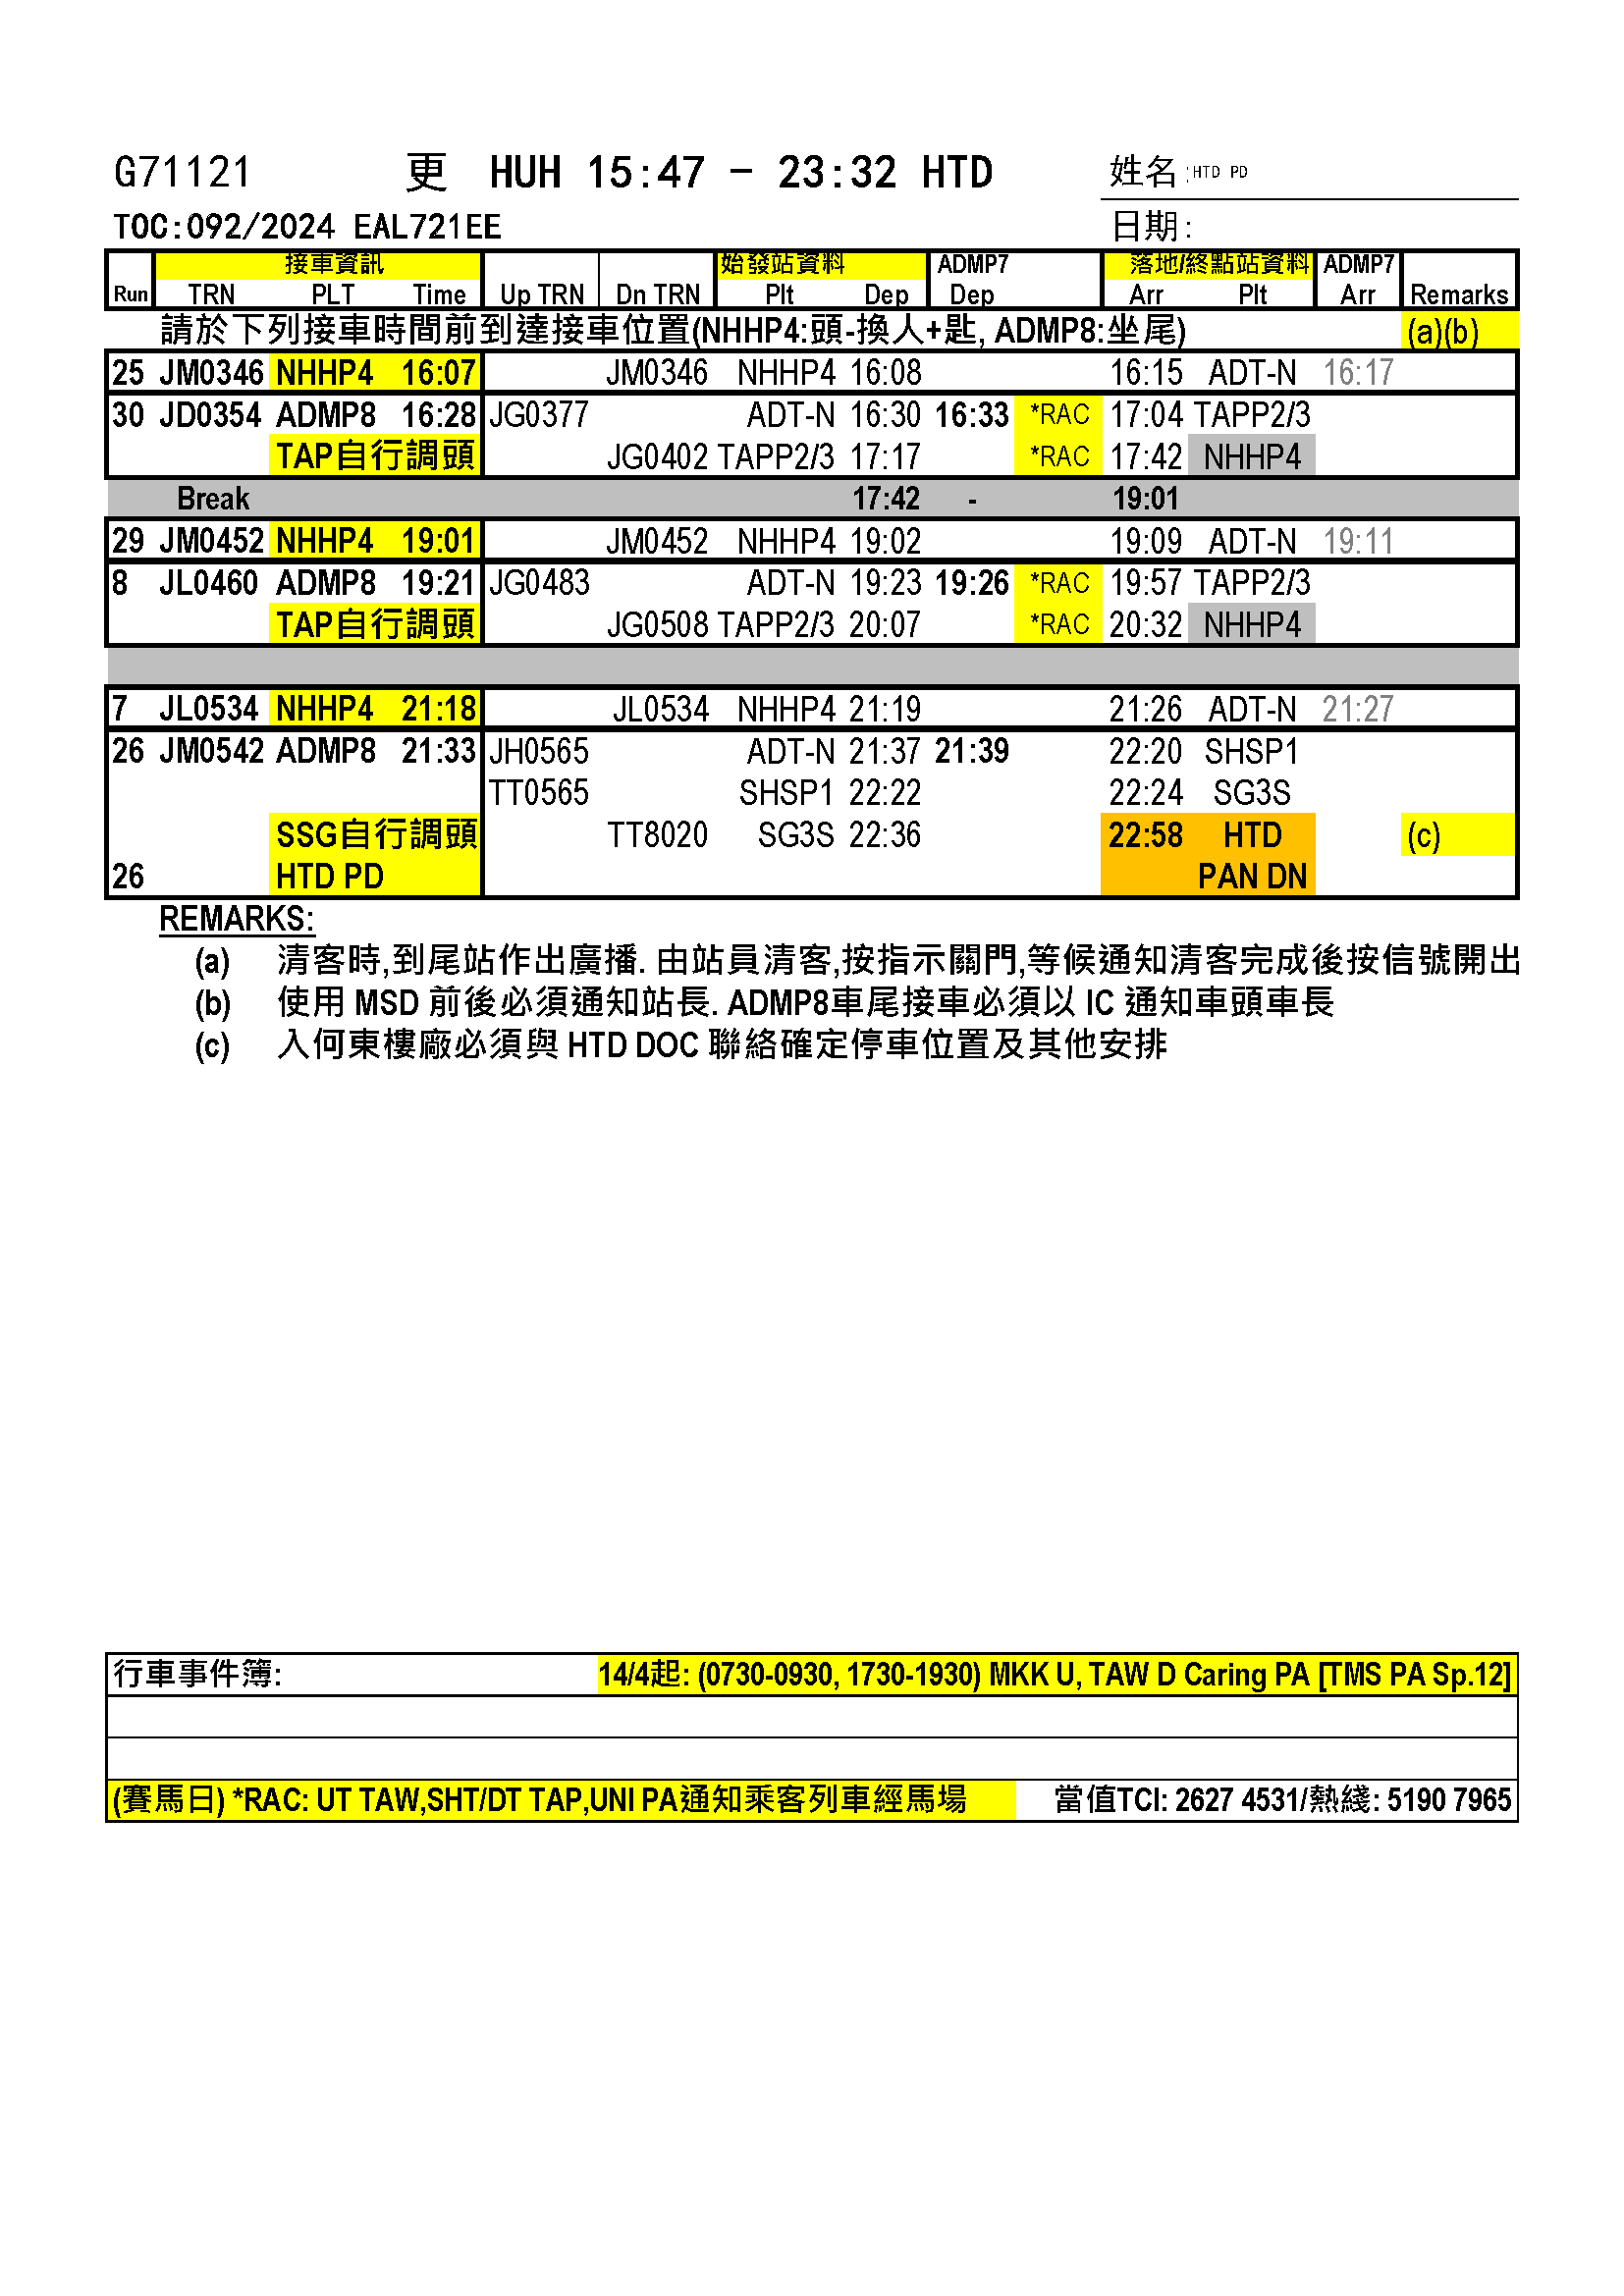 G71121 更 HUH 15:47 - 23:32 HTD 姓名:HTD PD
TOC:092/2024 EAL721EE 日期:
接車資訊 始發站資料 ADMP7 落地/終點站資料 ADMP7
Run TRN PLT Time Up TRN Dn TRN Plt Dep Dep Arr Plt Arr Remarks
請於下列接車時間前到達接車位置(NHHP4:頭-換人+匙, ADMP8:坐尾) (a)(b)
25 JM0346 NHHP4 16:07 JM0346 NHHP4 16:08 16:15 ADT-N 16:17
30 JD0354 ADMP8 16:28 JG0377 ADT-N 16:30 16:33 *RAC 17:04 TAPP2/3
TAP自行調頭 JG0402 TAPP2/3 17:17 *RAC 17:42 NHHP4
Break 17:42 - 19:01
29 JM0452 NHHP4 19:01 JM0452 NHHP4 19:02 19:09 ADT-N 19:11
8 JL0460 ADMP8 19:21 JG0483 ADT-N 19:23 19:26 *RAC 19:57 TAPP2/3
TAP自行調頭 JG0508 TAPP2/3 20:07 *RAC 20:32 NHHP4
7 JL0534 NHHP4 21:18 JL0534 NHHP4 21:19 21:26 ADT-N 21:27
26 JM0542 ADMP8 21:33 JH0565 ADT-N 21:37 21:39 22:20 SHSP1
TT0565 SHSP1 22:22 22:24 SG3S
SSG自行調頭 TT8020 SG3S 22:36 22:58 HTD (c)
26 HTD PD PAN DN
REMARKS:
(a) 清客時,到尾站作出廣播. 由站員清客,按指示關門,等候通知清客完成後按信號開出
(b) 使用 MSD 前後必須通知站長. ADMP8車尾接車必須以 IC 通知車頭車長
(c) 入何東樓廠必須與 HTD DOC 聯絡確定停車位置及其他安排
行車事件簿: 14/4起: (0730-0930, 1730-1930) MKK U, TAW D Caring PA [TMS PA Sp.12]
(賽馬日) *RAC: UT TAW,SHT/DT TAP,UNI PA通知乘客列車經馬場 當值TCI: 2627 4531/熱綫: 5190 7965